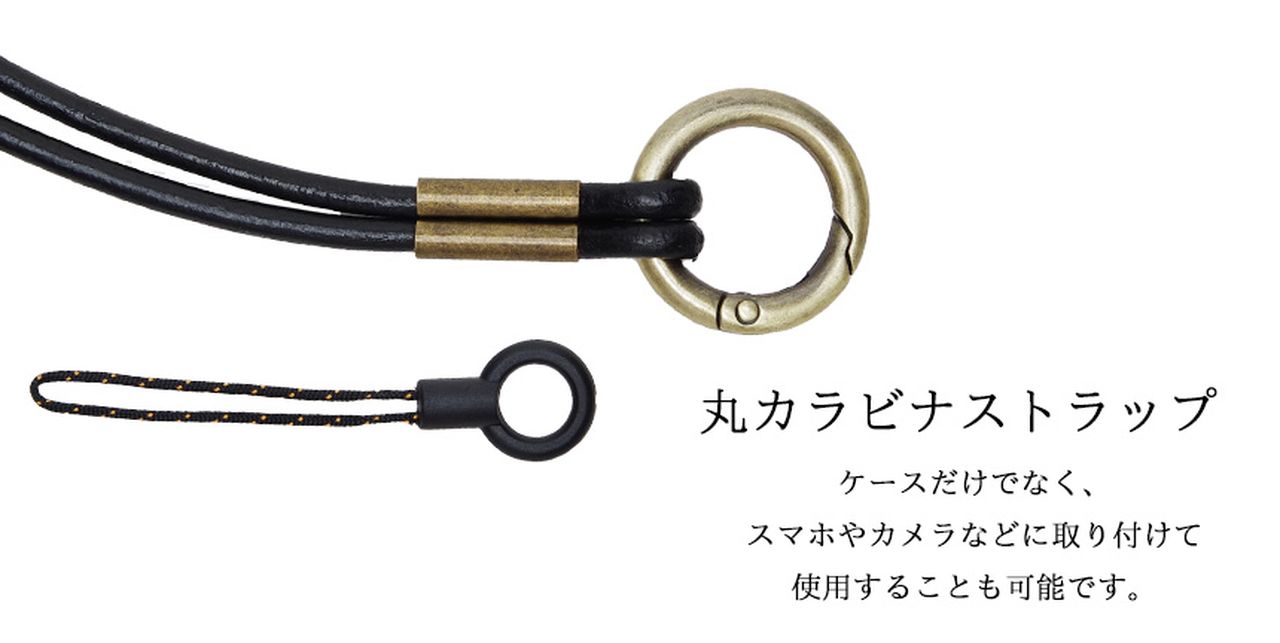 丸カラビナストラップ
ケースだけでなく、
スマホやカメラなどに取り付けて
使用することも可能です。